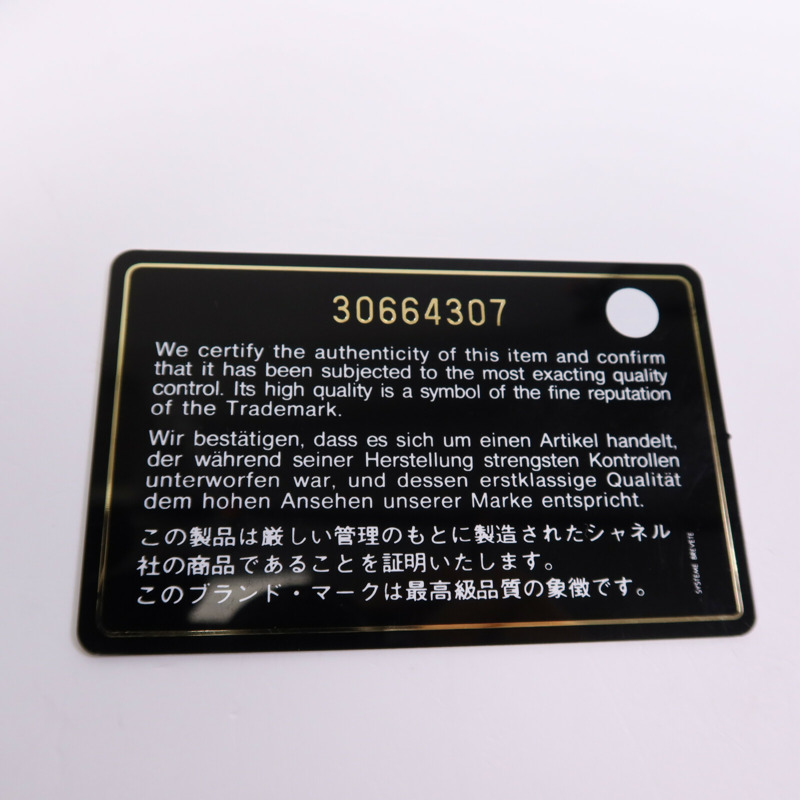 30664307
We certify the authenticity of this item and confirm
that it has been subjected to the most exacting quality
control. Its high quality is a symbol of the fine reputation
of the Trademark.
Wir bestätigen, dass es sich um einen Artikel handelt,
der während seiner Herstellung strengsten Kontrollen
unterworfen war, und dessen erstklassige Qualität
dem hohen Ansehen unserer Marke entspricht.
この製品は厳しい管理のもとに製造されたシャネル
社の商品であることを証明いたします。
このブランド・マークは最高級品質の象徴です。
SYSTEME BREVETE